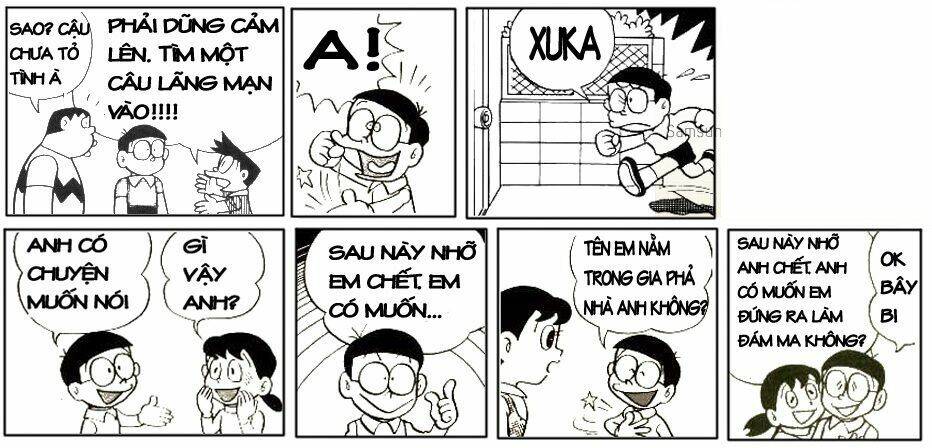 SAO? CẬU
CHƯA TỎ
TÌNH À
PHẢI DŨNG CẢM
LÊN. TÌM MỘT
CÂU LÃNG MẠN
VÀO!!!!
A!
XUKA
Samsun
ANH CÓ
CHUYỆN
MUỐN NÓI
GÌ
VẬY
ANH?
SAU NÀY NHỠ
EM CHẾT. EM
CÓ MUỐN...
TÊN EM NẰM
TRONG GIA PHẢ
NHÀ ANH KHÔNG?
SAU NÀY NHỠ
ANH CHẾT. ANH
CÓ MUỐN EM
ĐỨNG RA LÀM
ĐÁM MA KHÔNG?
OK
BÂY
BI